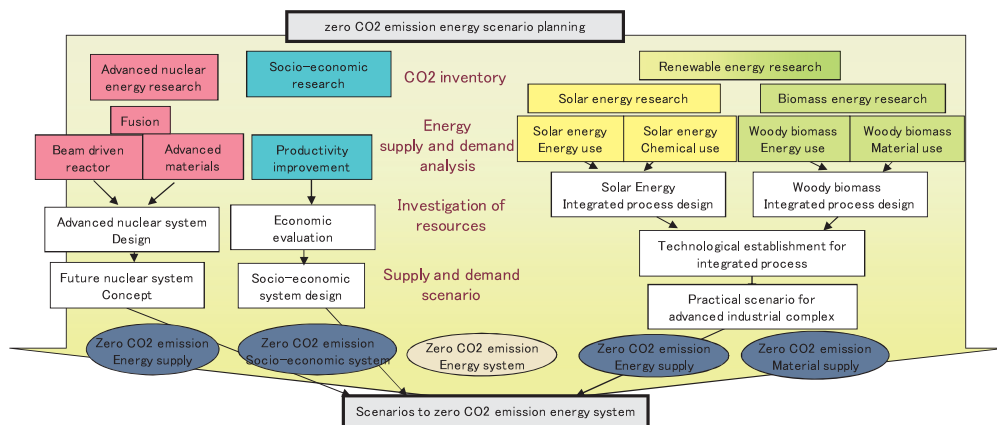 zero CO2 emission energy scenario planning
Advanced nuclear
energy research
Socio-economic
research
CO2 inventory
Renewable energy research
Solar energy research
Biomass energy research
Fusion
Beam driven
reactor
Advanced
materials
Productivity
improvement
Energy
supply and demand
analysis
Solar energy
Energy use
Solar energy
Chemical use
Woody biomass
Energy use
Woody biomass
Material use
Solar Energy
Integrated process design
Woody biomass
Integrated process design
Advanced nuclear system
Design
Economic
evaluation
Investigation of
resources
Technological establishment for
integrated process
Future nuclear system
Concept
Socio-economic
system design
Supply and demand
scenario
Practical scenario for
advanced industrial complex
Zero CO2 emission
Energy supply
Zero CO2 emission
Socio-economic system
Zero CO2 emission
Energy system
Zero CO2 emission
Energy supply
Zero CO2 emission
Material supply
Scenarios to zero CO2 emission energy system